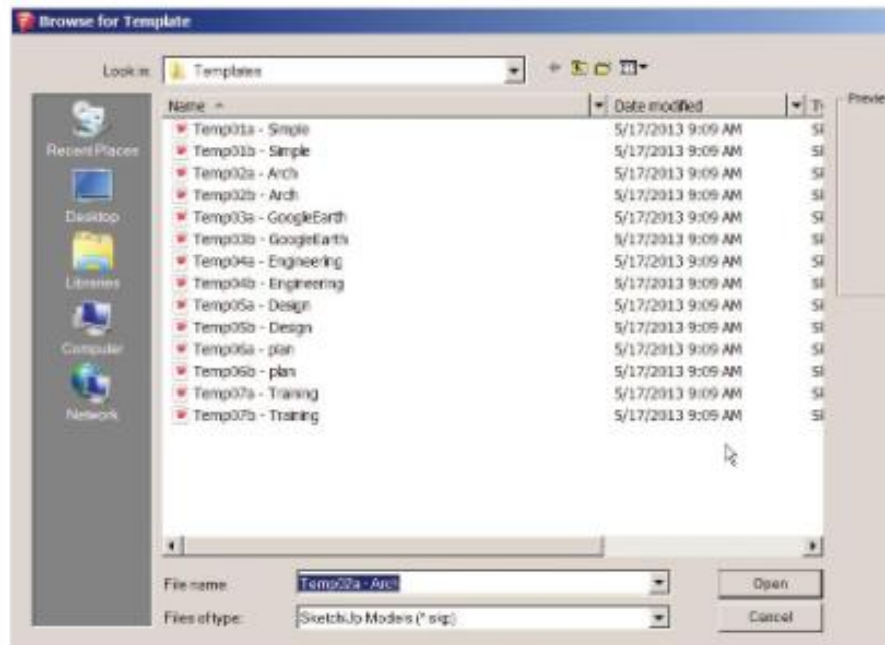 Browse for Template
Look in: Templates
Name Date modified
Temp01a - Simple 5/17/2013 9:09 AM
Temp01b - Simple 5/17/2013 9:09 AM
Temp02a - Arch 5/17/2013 9:09 AM
Temp02b - Arch 5/17/2013 9:09 AM
Temp03a - GoogleEarth 5/17/2013 9:09 AM
Temp03b - GoogleEarth 5/17/2013 9:09 AM
Temp04a - Engineering 5/17/2013 9:09 AM
Temp04b - Engineering 5/17/2013 9:09 AM
Temp05a - Design 5/17/2013 9:09 AM
Temp05b - Design 5/17/2013 9:09 AM
Temp06a - plan 5/17/2013 9:09 AM
Temp06b - plan 5/17/2013 9:09 AM
Temp07a - Training 5/17/2013 9:09 AM
Temp07b - Training 5/17/2013 9:09 AM
Recent Places
Desktop
Libraries
Computer
Network
Previe
File name: Temp02a - Arch Open
Files of type: SketchUp Models (*.skp) Cancel